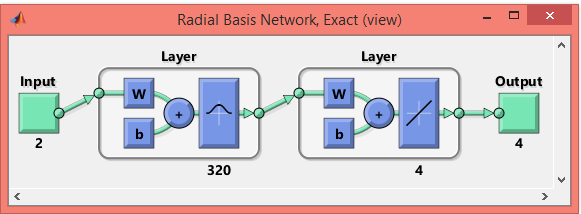 Radial Basis Network, Exact (view)
Layer Layer
Input Output
W W
b b
+ +
2 4
320 4